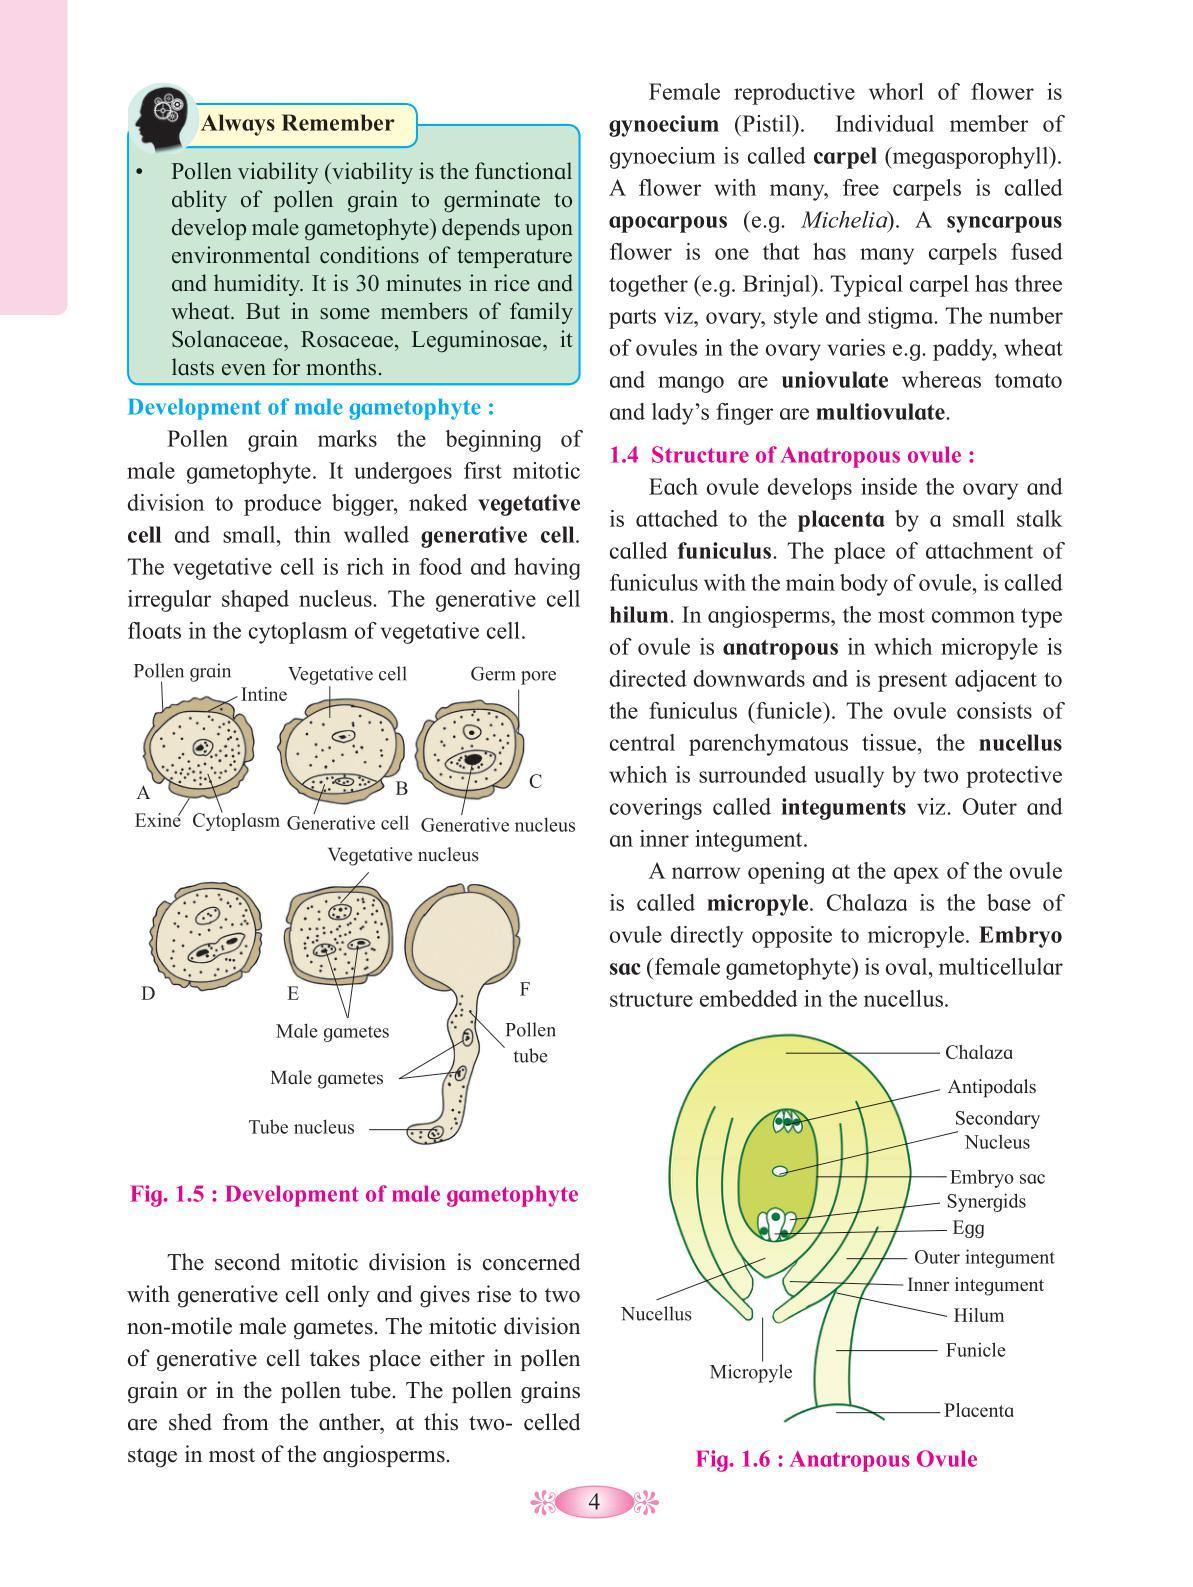 Always Remember
• Pollen viability (viability is the functional
ablity of pollen grain to germinate to
develop male gametophyte) depends upon
environmental conditions of temperature
and humidity. It is 30 minutes in rice and
wheat. But in some members of family
Solanaceae, Rosaceae, Leguminosae, it
lasts even for months.
Development of male gametophyte :
Pollen grain marks the beginning of
male gametophyte. It undergoes first mitotic
division to produce bigger, naked vegetative
cell and small, thin walled generative cell.
The vegetative cell is rich in food and having
irregular shaped nucleus. The generative cell
floats in the cytoplasm of vegetative cell.
Pollen grain
Vegetative cell
Germ pore
Intine
A
B
C
Exine
Cytoplasm
Generative cell
Generative nucleus
Vegetative nucleus
D
E
F
Male gametes
Pollen
tube
Male gametes
Tube nucleus
Fig. 1.5 : Development of male gametophyte
The second mitotic division is concerned
with generative cell only and gives rise to two
non-motile male gametes. The mitotic division
of generative cell takes place either in pollen
grain or in the pollen tube. The pollen grains
are shed from the anther, at this two- celled
stage in most of the angiosperms.
Female reproductive whorl of flower is
gynoecium (Pistil). Individual member of
gynoecium is called carpel (megasporophyll).
A flower with many, free carpels is called
apocarpous (e.g. Michelia). A syncarpous
flower is one that has many carpels fused
together (e.g. Brinjal). Typical carpel has three
parts viz, ovary, style and stigma. The number
of ovules in the ovary varies e.g. paddy, wheat
and mango are uniovulate whereas tomato
and lady's finger are multiovulate.
1.4 Structure of Anatropous ovule :
Each ovule develops inside the ovary and
is attached to the placenta by a small stalk
called funiculus. The place of attachment of
funiculus with the main body of ovule, is called
hilum. In angiosperms, the most common type
of ovule is anatropous in which micropyle is
directed downwards and is present adjacent to
the funiculus (funicle). The ovule consists of
central parenchymatous tissue, the nucellus
which is surrounded usually by two protective
coverings called integuments viz. Outer and
an inner integument.
A narrow opening at the apex of the ovule
is called micropyle. Chalaza is the base of
ovule directly opposite to micropyle. Embryo
sac (female gametophyte) is oval, multicellular
structure embedded in the nucellus.
Chalaza
Antipodals
Secondary
Nucleus
Embryo sac
Synergids
Egg
Outer integument
Inner integument
Nucellus
Hilum
Funicle
Micropyle
Placenta
Fig. 1.6 : Anatropous Ovule
4